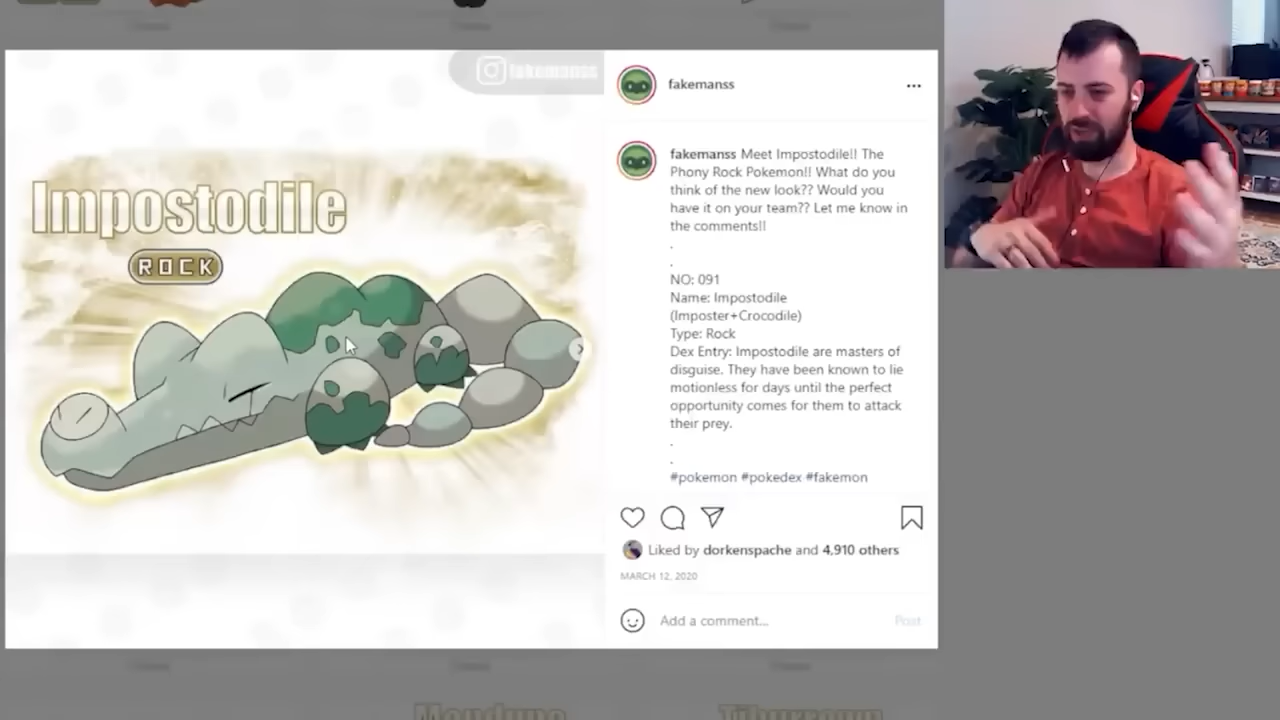 fakemanss
Impostodile
ROCK
fakemanss
fakemanss Meet Impostodile!! The
Phony Rock Pokemon!! What do you
think of the new look?? Would you
have it on your team?? Let me know in
the comments!!
.
.
NO: 091
Name: Impostodile
(Imposter+Crocodile)
Type: Rock
Dex Entry: Impostodile are masters of
disguise. They have been known to lie
motionless for days until the perfect
opportunity comes for them to attack
their prey.
.
.
#pokemon #pokedex #fakemon
Liked by dorkenspache and 4,910 others
MARCH 12, 2020
Add a comment...
Post